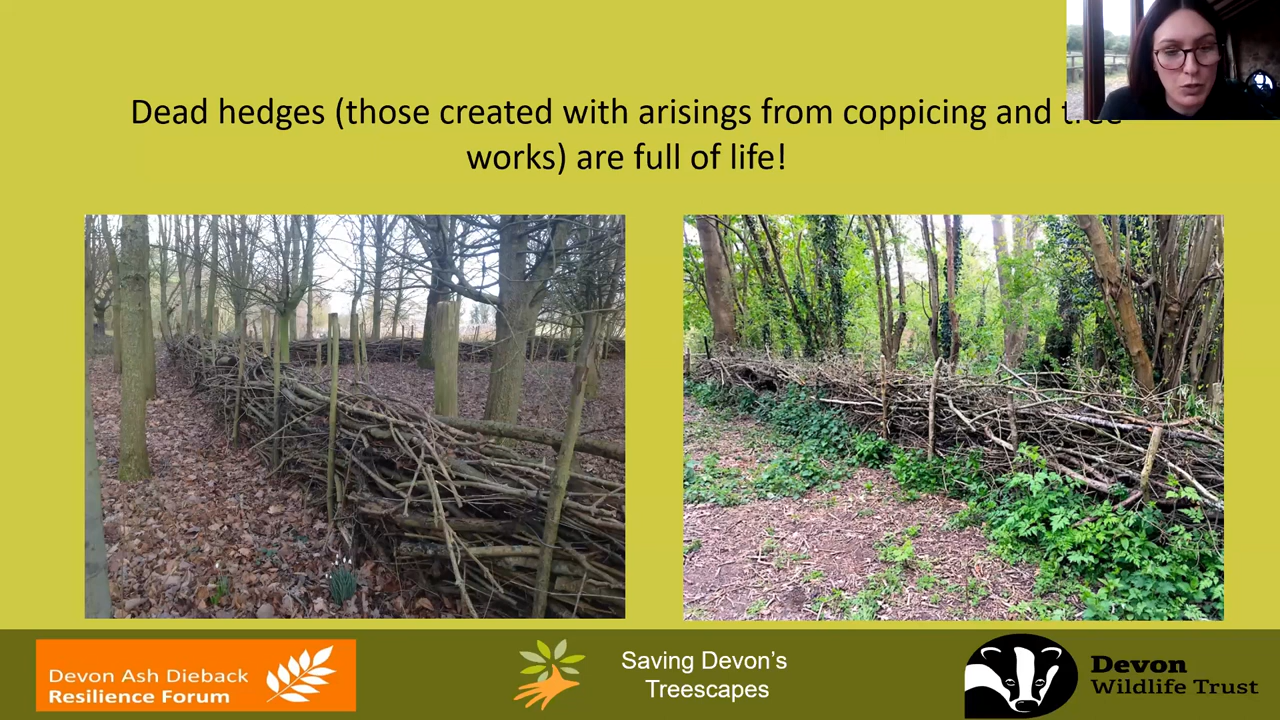 Dead hedges (those created with arisings from coppicing and tree
works) are full of life!
Devon Ash Dieback
Resilience Forum
Saving Devon's
Treescapes
Devon
Wildlife Trust